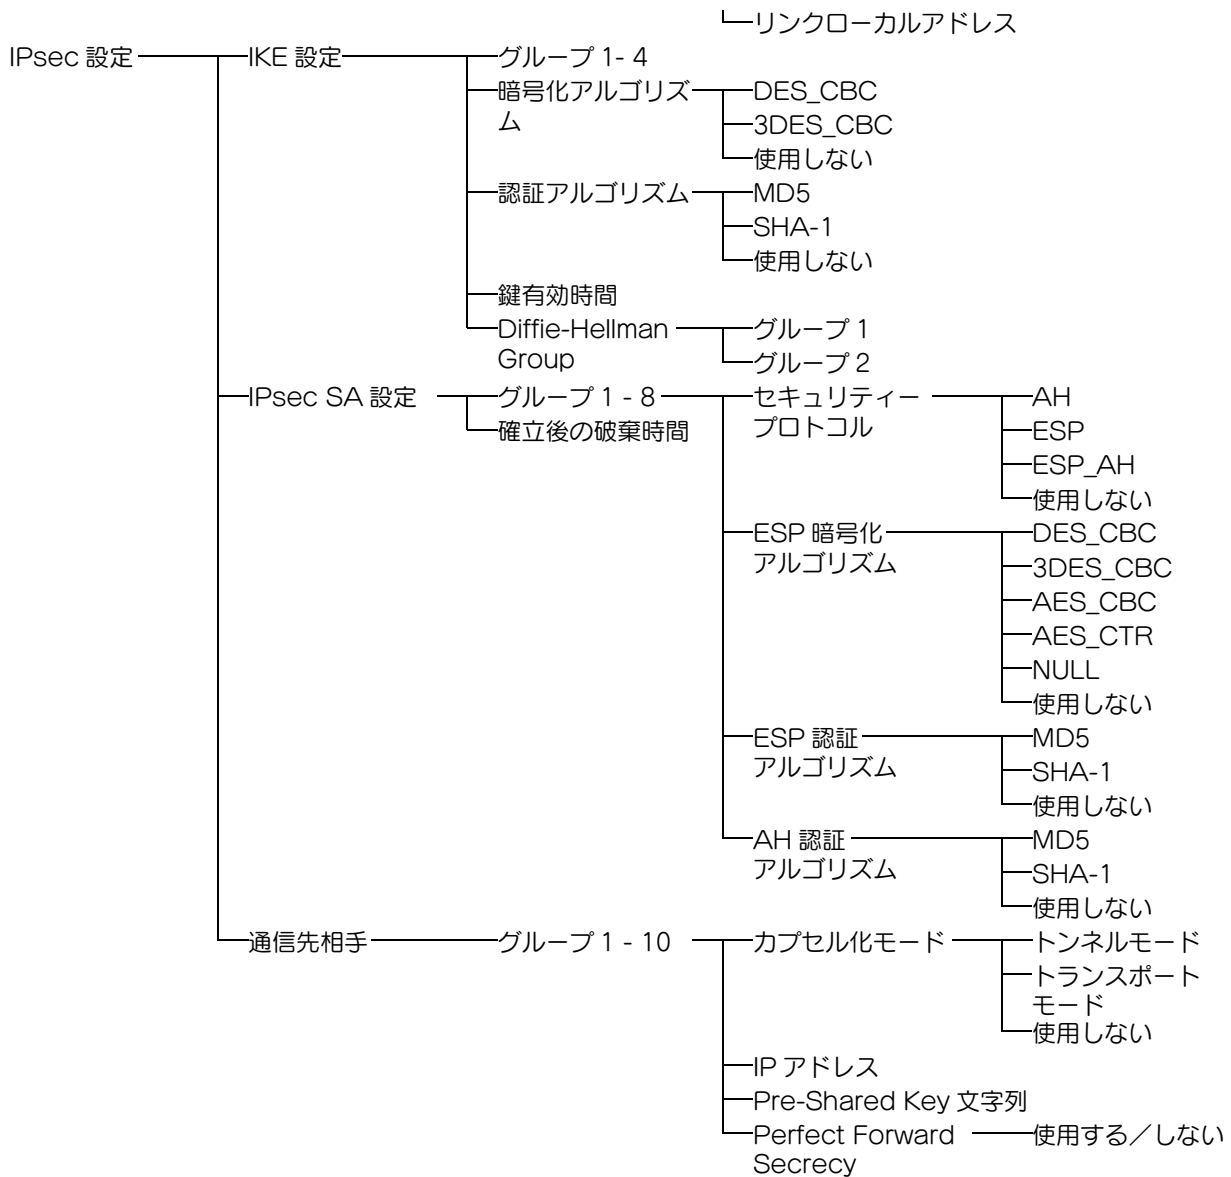 リンクローカルアドレス
IPsec 設定
IKE 設定
グループ 1- 4
暗号化アルゴリズ
ム
DES_CBC
3DES_CBC
使用しない
認証アルゴリズム
MD5
SHA-1
使用しない
鍵有効時間
Diffie-Hellman
Group
グループ 1
グループ 2
IPsec SA 設定
グループ 1 - 8
セキュリティー
プロトコル
AH
ESP
ESP_AH
使用しない
確立後の破棄時間
ESP 暗号化
アルゴリズム
DES_CBC
3DES_CBC
AES_CBC
AES_CTR
NULL
使用しない
ESP 認証
アルゴリズム
MD5
SHA-1
使用しない
AH 認証
アルゴリズム
MD5
SHA-1
使用しない
通信先相手
グループ 1 - 10
カプセル化モード
トンネルモード
トランスポート
モード
使用しない
IP アドレス
Pre-Shared Key 文字列
Perfect Forward
Secrecy
使用する／しない